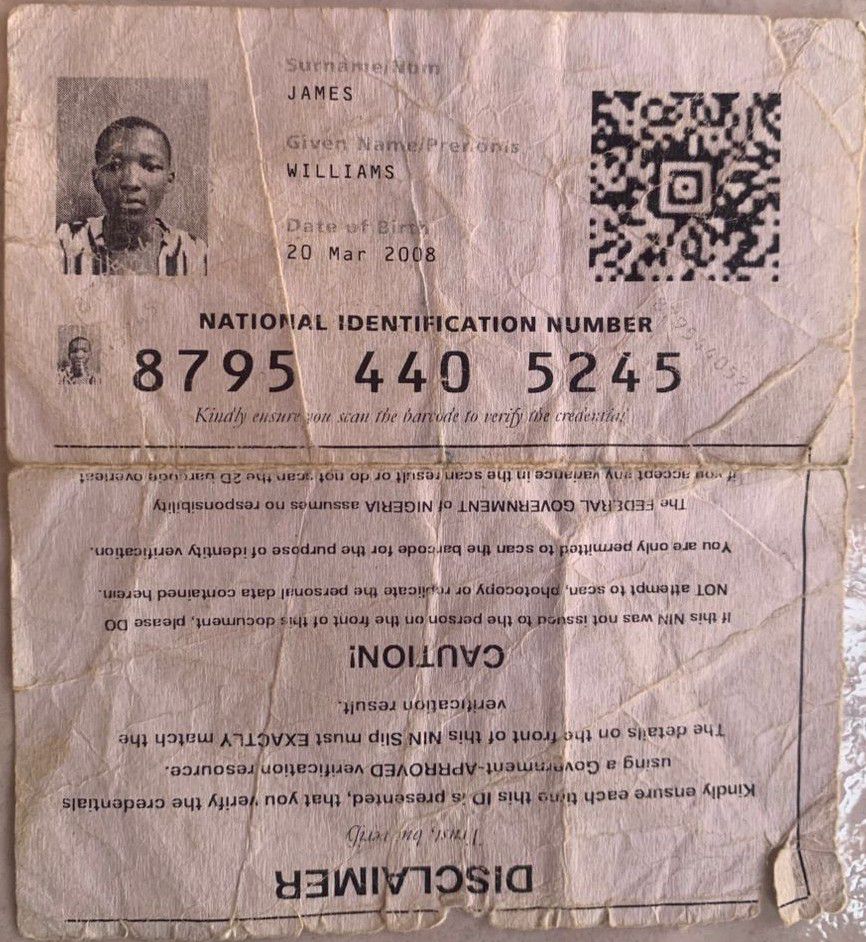 Surname/Nom
JAMES
Given Name/Prenoms
WILLIAMS
Date of Birth
20 Mar 2008
NATIONAL IDENTIFICATION NUMBER
8795 440 5245
Kindly ensure you scan the barcode to verify the credential
DISCLAIMER
Trust, but verify
Kindly ensure each time this ID is presented, that you verify the credentials
using a Government-APPROVED verification resource.
The details on the front of this NIN Slip must EXACTLY match the
verification result.
CAUTION!
If this NIN was not issued to the person on the front of this document, please DO
NOT attempt to scan, photocopy or replicate the personal data contained herein.
You are only permitted to scan the barcode for the purpose of identity verification.
The FEDERAL GOVERNMENT of NIGERIA assumes no responsibility
if you accept any variance in the scan result or do not scan the 2D barcode overleaf